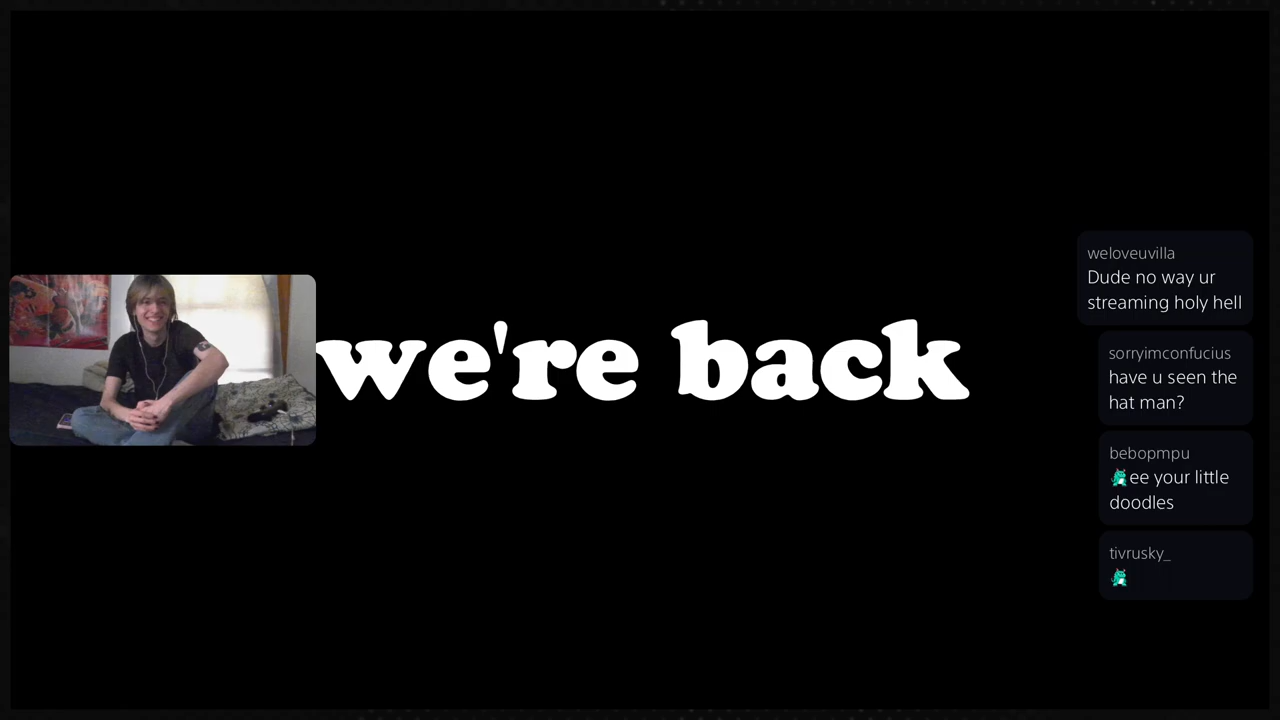 we're back
weloveuvilla
Dude no way ur
streaming holy hell
sorryimconfucius
have u seen the
hat man?
bebopmpu
ee your little
doodles
tivrusky_